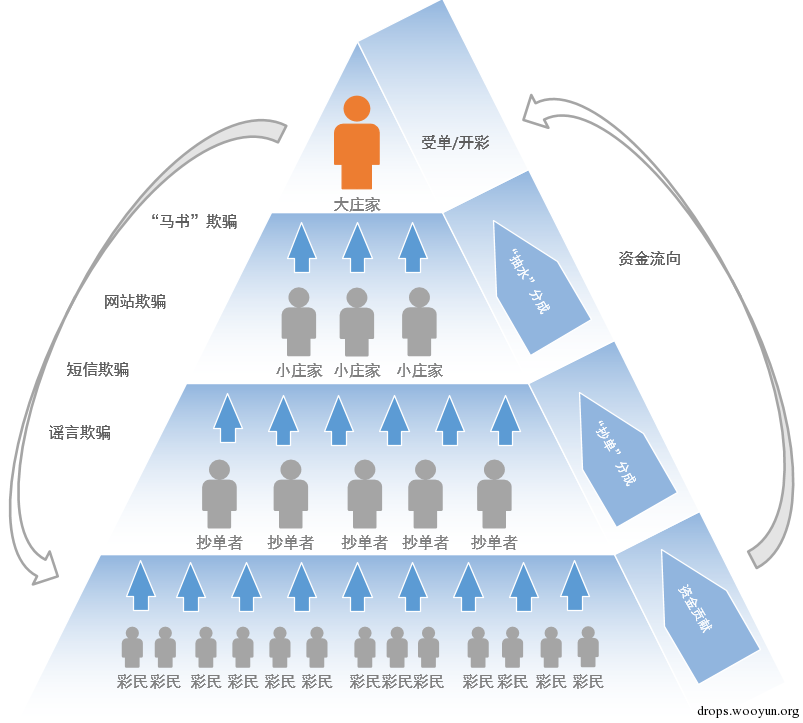 受单/开彩
大庄家
“马书”欺骗
网站欺骗
短信欺骗
谣言欺骗
资金流向
“抽水”分成
小庄家 小庄家 小庄家
“抄单”分成
抄单者 抄单者 抄单者 抄单者 抄单者
资金贡献
彩民 彩民 彩民 彩民 彩民 彩民 彩民 彩民 彩民 彩民 彩民 彩民 彩民
drops.wooyun.org